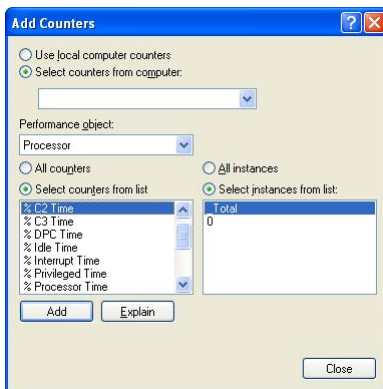 Add Counters
Use local computer counters
Select counters from computer:
Performance object:
Processor
All counters
All instances
Select counters from list
Select instances from list:
% C2 Time
_Total
% C3 Time
0
% DPC Time
% Idle Time
% Interrupt Time
% Privileged Time
% Processor Time
Add
Explain
Close